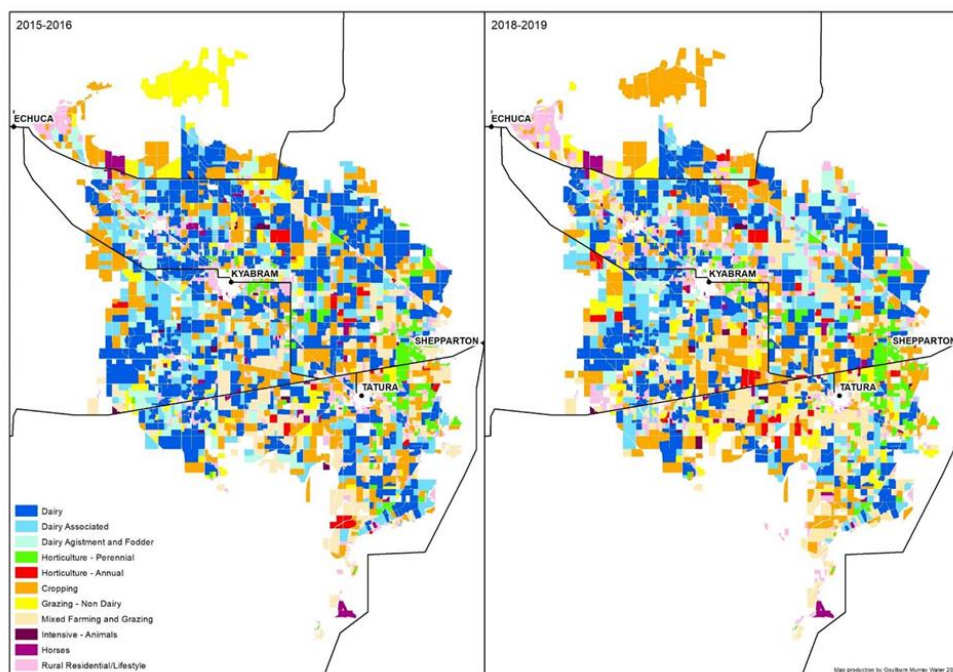 2015-2016
ECHUCA
KYABRAM
SHEPPARTON
TATURA
Dairy
Dairy Associated
Dairy Agistment and Fodder
Horticulture - Perennial
Horticulture - Annual
Cropping
Grazing - Non Dairy
Mixed Farming and Grazing
Intensive - Animals
Horses
Rural Residential/Lifestyle
2018-2019
ECHUCA
KYABRAM
SHEPPARTON
TATURA
Map production by Goulburn Murray Water 20